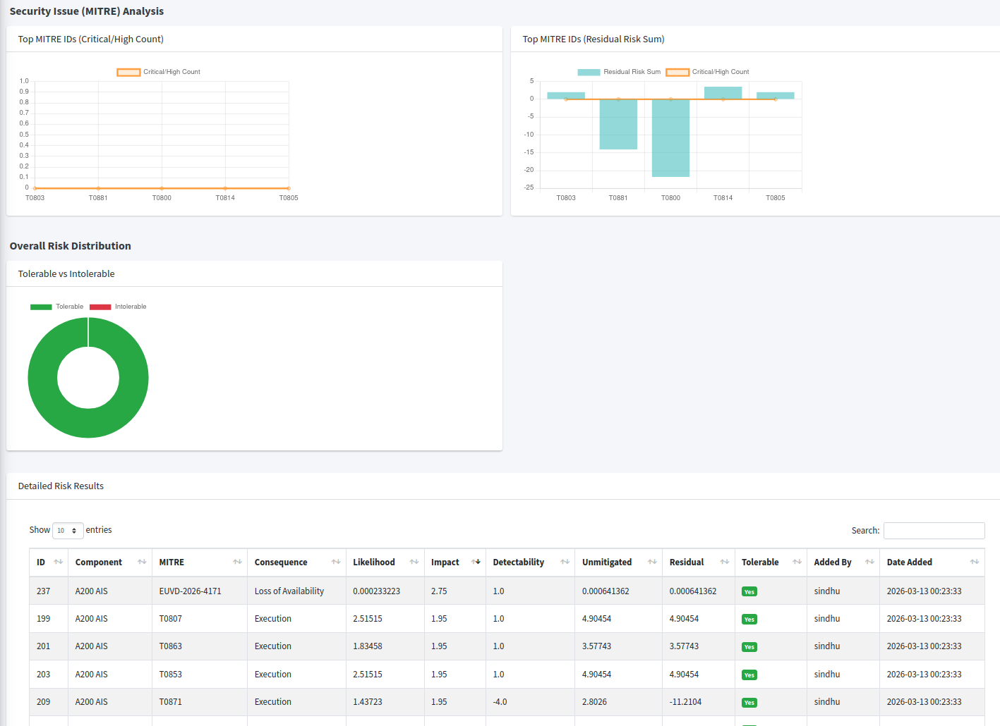 Security Issue (MITRE) Analysis
Top MITRE IDs (Critical/High Count)
Critical/High Count
1.0
0.9
0.8
0.7
0.6
0.5
0.4
0.3
0.2
0.1
0
T0803 T0881 T0800 T0814 T0805
Top MITRE IDs (Residual Risk Sum)
Residual Risk Sum Critical/High Count
5
0
-5
-10
-15
-20
-25
T0803 T0881 T0800 T0814 T0805
Overall Risk Distribution
Tolerable vs Intolerable
Tolerable Intolerable
Detailed Risk Results
Show 10 entries Search:
ID Component MITRE Consequence Likelihood Impact Detectability Unmitigated Residual Tolerable Added By Date Added
237 A200 AIS EUVD-2026-4171 Loss of Availability 0.000233223 2.75 1.0 0.000641362 0.000641362 Yes sindhu 2026-03-13 00:23:33
199 A200 AIS T0807 Execution 2.51515 1.95 1.0 4.90454 4.90454 Yes sindhu 2026-03-13 00:23:33
201 A200 AIS T0863 Execution 1.83458 1.95 1.0 3.57743 3.57743 Yes sindhu 2026-03-13 00:23:33
203 A200 AIS T0853 Execution 2.51515 1.95 1.0 4.90454 4.90454 Yes sindhu 2026-03-13 00:23:33
209 A200 AIS T0871 Execution 1.43723 1.95 -4.0 2.8026 -11.2104 Yes sindhu 2026-03-13 00:23:33